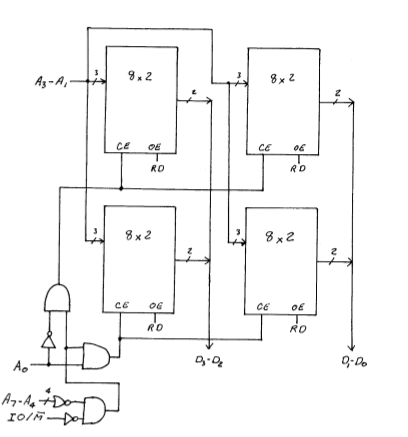 8x2
8x2
A3-A1
3
3
2
2
CE OE
CE OE
RD
RD
8x2
8x2
3
3
2
2
CE OE
CE OE
RD
RD
A0
D3-D2
D1-D0
A7-A4
4
IO/M̅